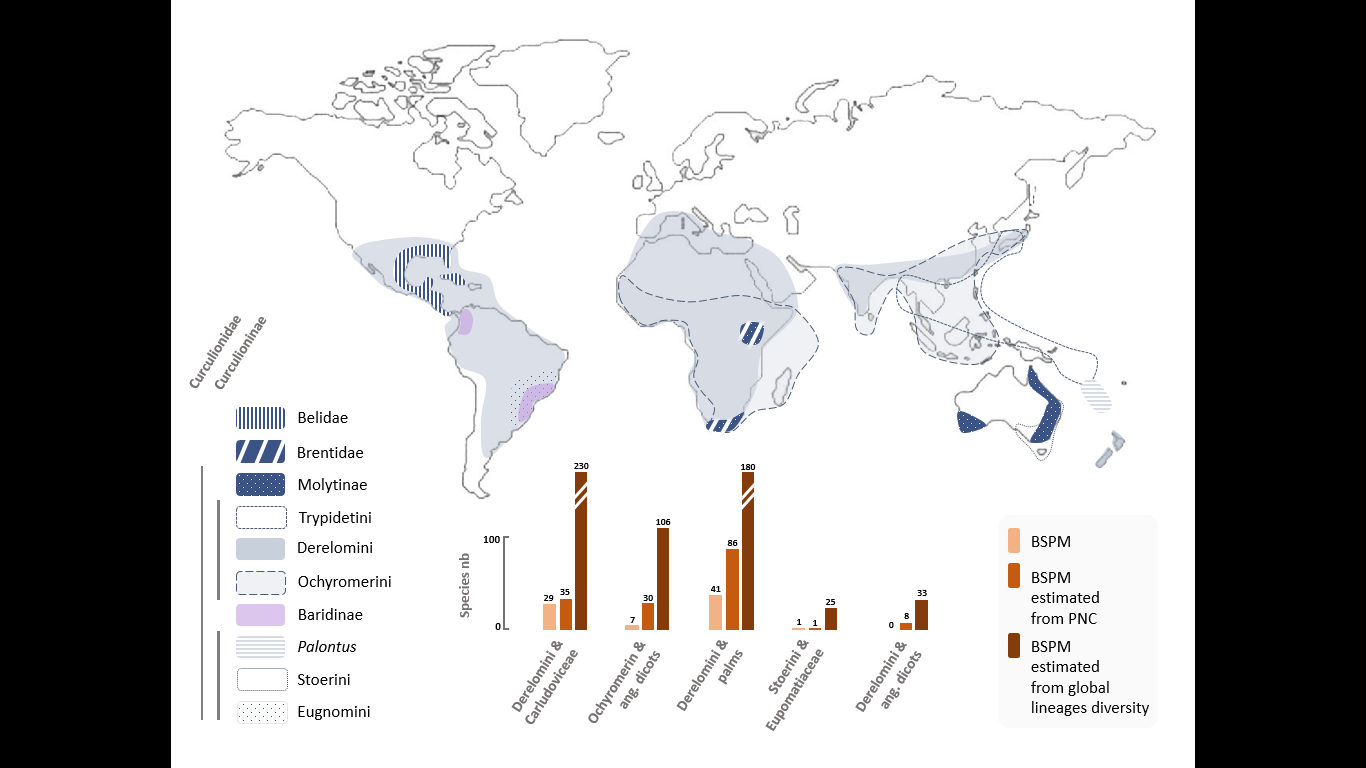 Curculionidae
Curculioninae
Belidae
Brentidae
Molytinae
Trypidetini
Derelomini
Ochyromerini
Baridinae
Palontus
Stoerini
Eugnomini
Species nb
100
0
29
35
230
7
30
106
41
86
180
1
1
25
0
8
33
Derelomini &
Carludoviceae
Ochyromerin &
ang. dicots
Derelomini &
palms
Stoerini &
Eupomatiaceae
Derelomini &
ang. dicots
BSPM
BSPM
estimated
from PNC
BSPM
estimated
from global
lineages diversity